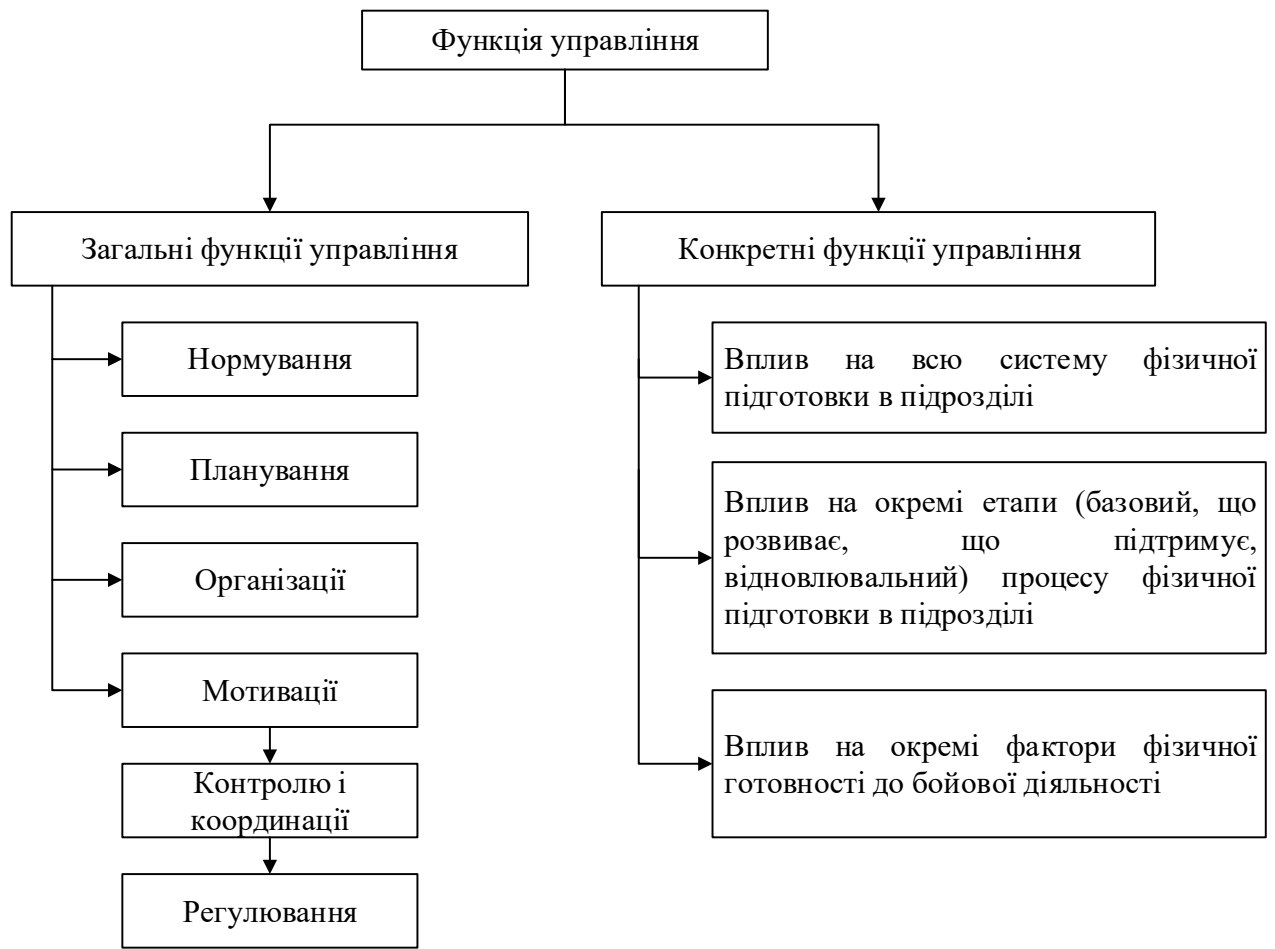 Функція управління
Загальні функції управління
Нормування
Планування
Організації
Мотивації
Контролю і
координації
Регулювання
Конкретні функції управління
Вплив на всю систему фізичної
підготовки в підрозділі
Вплив на окремі етапи (базовий, що
розвиває, що підтримує,
відновлювальний) процесу фізичної
підготовки в підрозділі
Вплив на окремі фактори фізичної
готовності до бойової діяльності